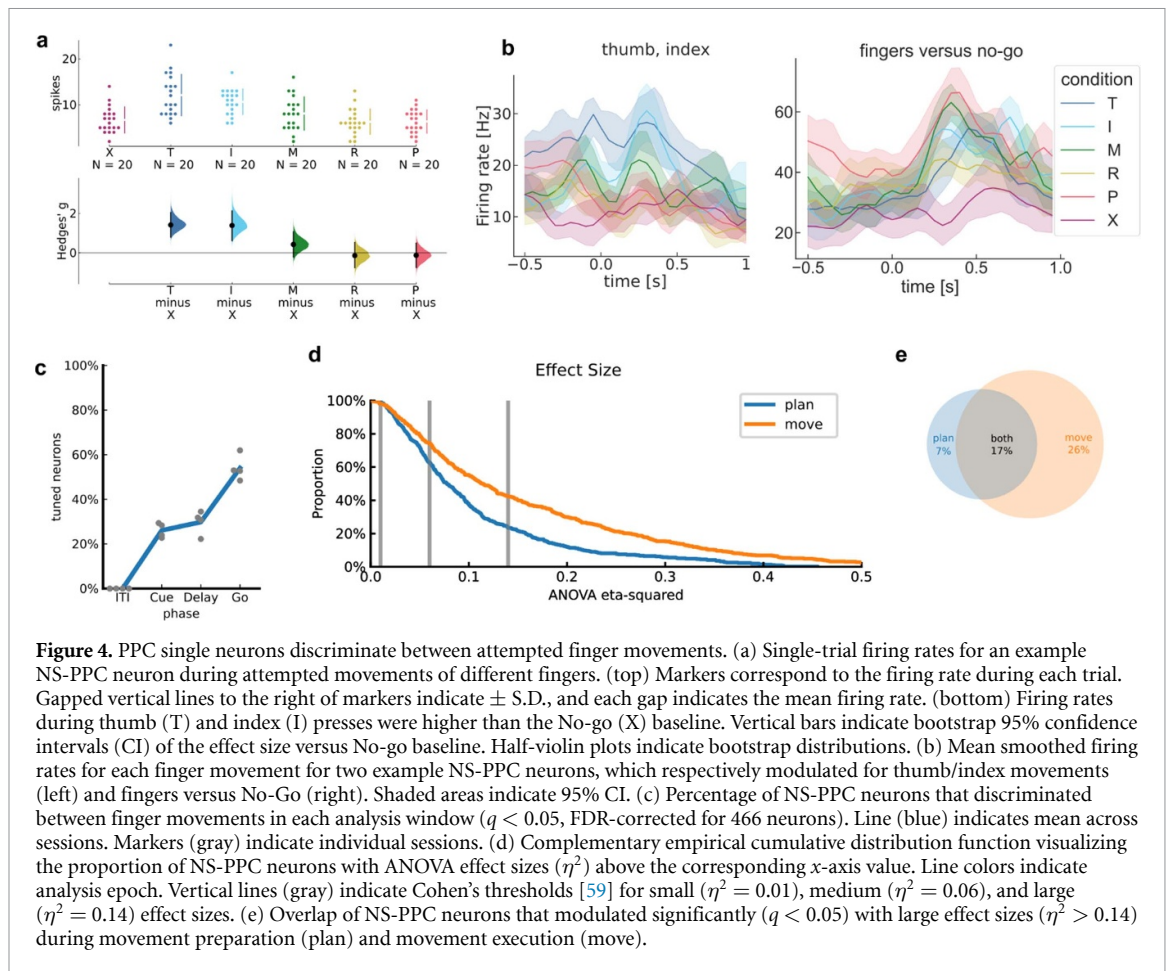 a
20
10
spikes
X T I M R P
N = 20 N = 20 N = 20 N = 20 N = 20 N = 20
2
0
Hedges' g
T I M R P
minus minus minus minus minus
X X X X X
b
thumb, index
30
20
10
Firing rate [Hz]
−0.5 0.0 0.5 1
time [s]
fingers versus no-go
60
40
20
−0.5 0.0 0.5 1.0
time [s]
condition
T
I
M
R
P
X
c
100%
80%
60%
40%
20%
0%
tuned neurons
ITI Cue Delay Go
phase
d
Effect Size
100%
80%
60%
40%
20%
0%
Proportion
0.0 0.1 0.2 0.3 0.4 0.5
ANOVA eta-squared
plan
move
e
plan
7%
both
17%
move
26%
Figure 4. PPC single neurons discriminate between attempted finger movements. (a) Single-trial firing rates for an example
NS-PPC neuron during attempted movements of different fingers. (top) Markers correspond to the firing rate during each trial.
Gapped vertical lines to the right of markers indicate ± S.D., and each gap indicates the mean firing rate. (bottom) Firing rates
during thumb (T) and index (I) presses were higher than the No-go (X) baseline. Vertical bars indicate bootstrap 95% confidence
intervals (CI) of the effect size versus No-go baseline. Half-violin plots indicate bootstrap distributions. (b) Mean smoothed firing
rates for each finger movement for two example NS-PPC neurons, which respectively modulated for thumb/index movements
(left) and fingers versus No-Go (right). Shaded areas indicate 95% CI. (c) Percentage of NS-PPC neurons that discriminated
between finger movements in each analysis window (q < 0.05, FDR-corrected for 466 neurons). Line (blue) indicates mean across
sessions. Markers (gray) indicate individual sessions. (d) Complementary empirical cumulative distribution function visualizing
the proportion of NS-PPC neurons with ANOVA effect sizes (η²) above the corresponding x-axis value. Line colors indicate
analysis epoch. Vertical lines (gray) indicate Cohen's thresholds [59] for small (η² = 0.01), medium (η² = 0.06), and large
(η² = 0.14) effect sizes. (e) Overlap of NS-PPC neurons that modulated significantly (q < 0.05) with large effect sizes (η² > 0.14)
during movement preparation (plan) and movement execution (move).